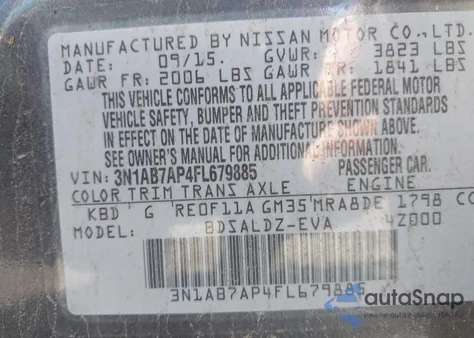 MANUFACTURED BY NISSAN MOTOR CO., LTD.
DATE: 09/15. GVWR: 3823 LBS
GAWR FR: 2006 LBS GAWR RR: 1841 LBS
THIS VEHICLE CONFORMS TO ALL APPLICABLE FEDERAL MOTOR
VEHICLE SAFETY, BUMPER AND THEFT PREVENTION STANDARDS
IN EFFECT ON THE DATE OF MANUFACTURE SHOWN ABOVE.
SEE OWNER'S MANUAL FOR ADDITIONAL INFORMATION.
VIN: 3N1AB7AP4FL679885 PASSENGER CAR.
COLOR TRIM TRANS AXLE ENGINE
KBD G RE0F11A GM35 MRA8DE 1798 CC
MODEL: BDSALDZ-EVA 4Z000
3N1AB7AP4FL679885
autoSnap